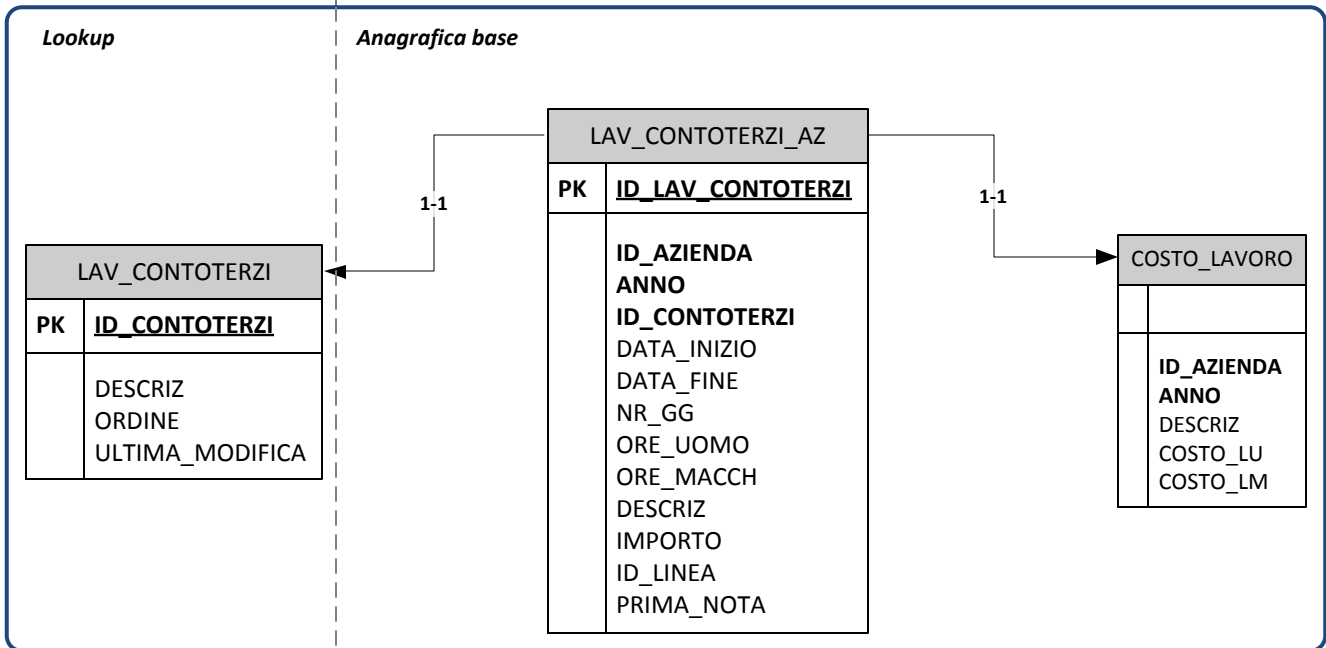 Lookup
Anagrafica base
LAV_CONTOTERZI_AZ
PK ID_LAV_CONTOTERZI
ID_AZIENDA
ANNO
ID_CONTOTERZI
DATA_INIZIO
DATA_FINE
NR_GG
ORE_UOMO
ORE_MACCH
DESCRIZ
IMPORTO
ID_LINEA
PRIMA_NOTA
1-1
1-1
LAV_CONTOTERZI
PK ID_CONTOTERZI
DESCRIZ
ORDINE
ULTIMA_MODIFICA
COSTO_LAVORO
ID_AZIENDA
ANNO
DESCRIZ
COSTO_LU
COSTO_LM